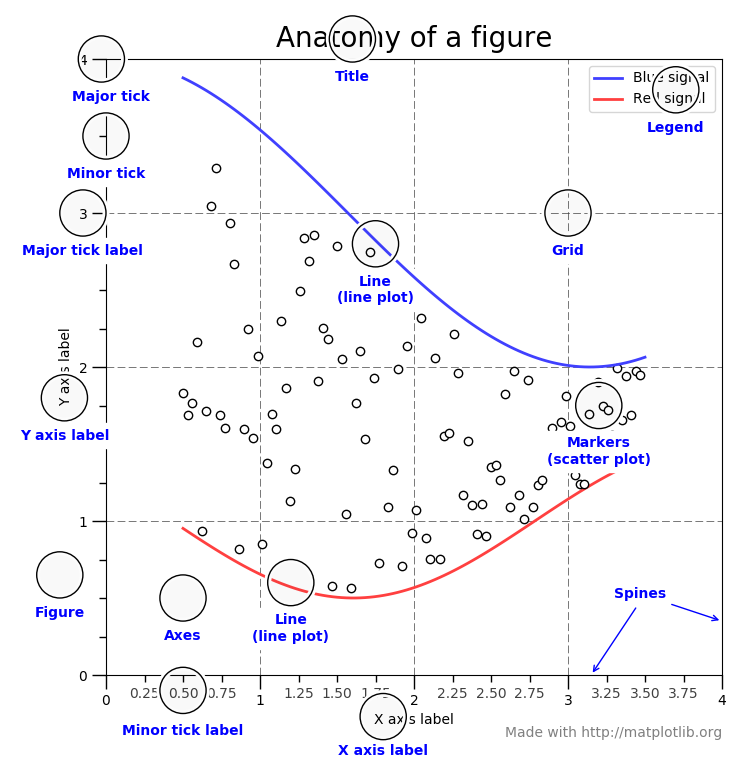 Anatomy of a figure
Title
Blue signal
Red signal
Legend
4
Major tick
Minor tick
3
Major tick label
Grid
Line
(line plot)
2
Y axis label
Y axis label
Markers
(scatter plot)
1
Figure
Axes
Line
(line plot)
Spines
0
0 0.25 0.50 0.75 1 1.25 1.50 1.75 2 2.25 2.50 2.75 3 3.25 3.50 3.75 4
Minor tick label
X axis label
X axis label
Made with http://matplotlib.org